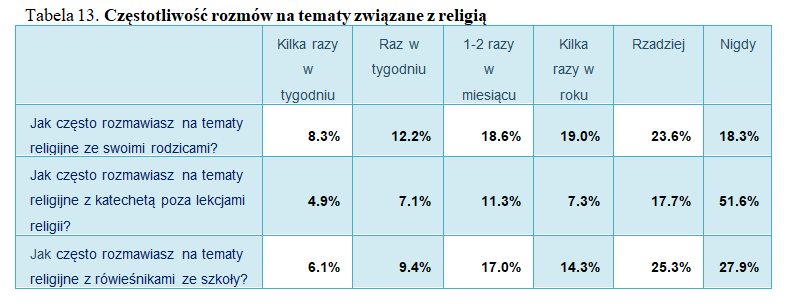 Tabela 13. Częstotliwość rozmów na tematy związane z religią
Kilka razy w tygodniu
Raz w tygodniu
1-2 razy w miesiącu
Kilka razy w roku
Rzadziej
Nigdy
Jak często rozmawiasz na tematy
religijne ze swoimi rodzicami?
8.3% 12.2% 18.6% 19.0% 23.6% 18.3%
Jak często rozmawiasz na tematy
religijne z katechetą poza lekcjami
religii?
4.9% 7.1% 11.3% 7.3% 17.7% 51.6%
Jak często rozmawiasz na tematy
religijne z rówieśnikami ze szkoły?
6.1% 9.4% 17.0% 14.3% 25.3% 27.9%